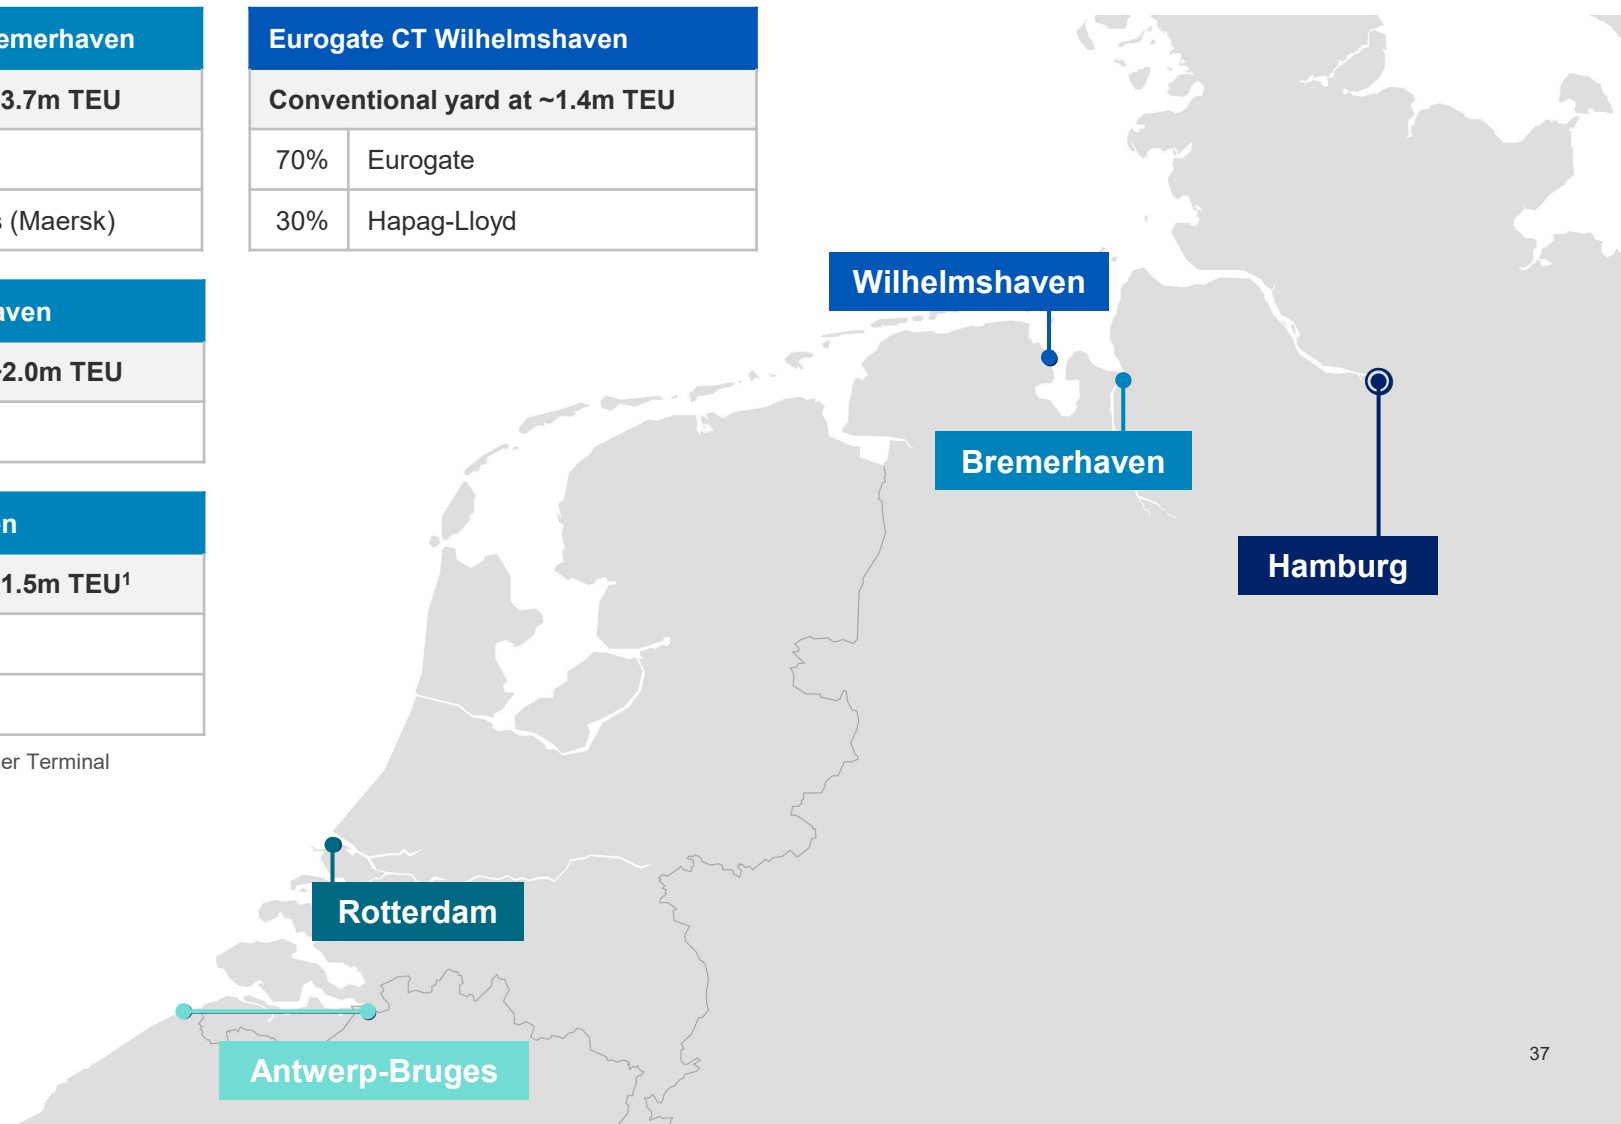 emerhaven
3.7m TEU
s (Maersk)
Eurogate CT Wilhelmshaven
Conventional yard at ~1.4m TEU
70% Eurogate
30% Hapag-Lloyd
aven
2.0m TEU
n
1.5m TEU¹
er Terminal
Wilhelmshaven
Bremerhaven
Hamburg
Rotterdam
Antwerp-Bruges
37